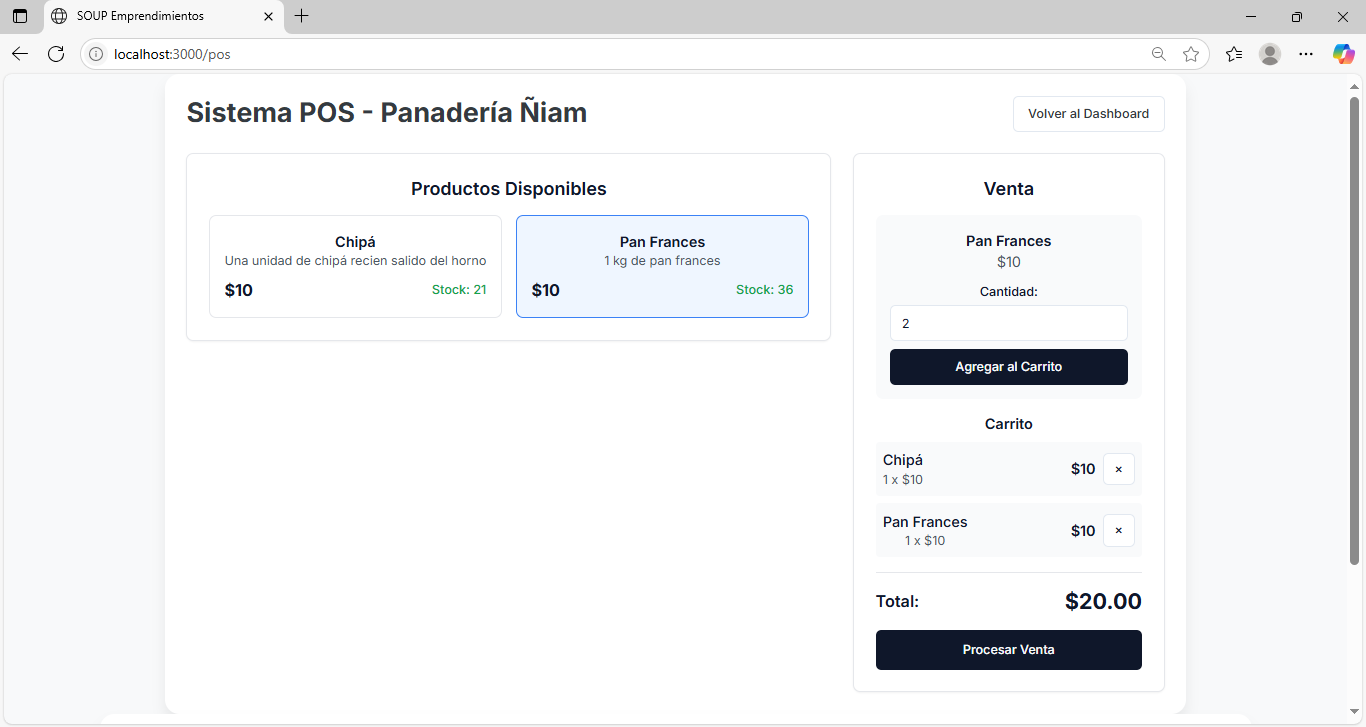 SOUP Emprendimientos
localhost:3000/pos
Sistema POS - Panadería Ñiam
Volver al Dashboard
Productos Disponibles
Chipá
Una unidad de chipá recien salido del horno
$10
Stock: 21
Pan Frances
1 kg de pan frances
$10
Stock: 36
Venta
Pan Frances
$10
Cantidad:
2
Agregar al Carrito
Carrito
Chipá
1 x $10
$10
×
Pan Frances
1 x $10
$10
×
Total:
$20.00
Procesar Venta